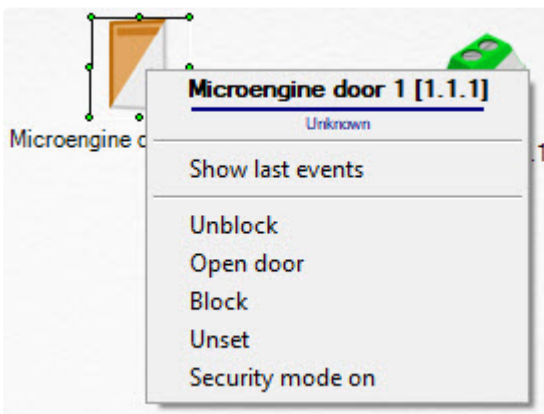 Microengine door 1 [1.1.1]
Unknown
Microengine
Show last events
Unblock
Open door
Block
Unset
Security mode on